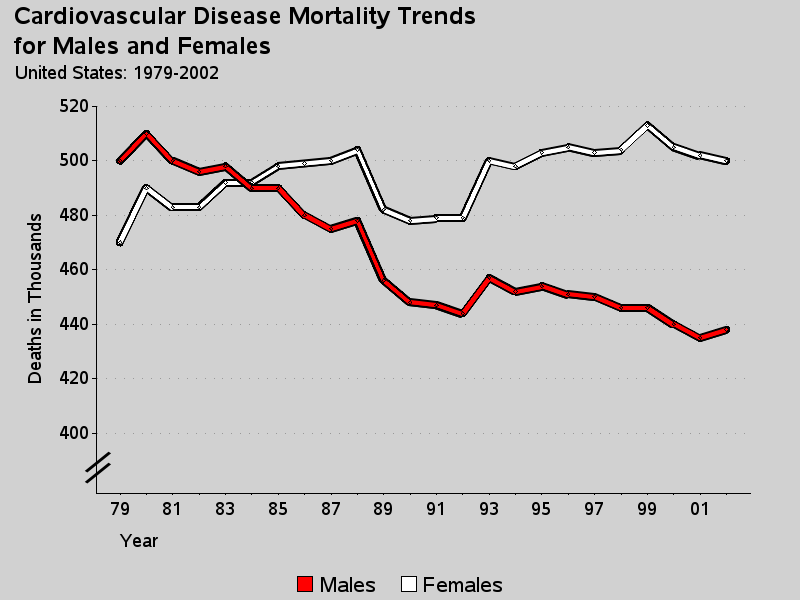 Cardiovascular Disease Mortality Trends
for Males and Females
United States: 1979-2002
Deaths in Thousands
520
500
480
460
440
420
400
79 81 83 85 87 89 91 93 95 97 99 01
Year
Males Females